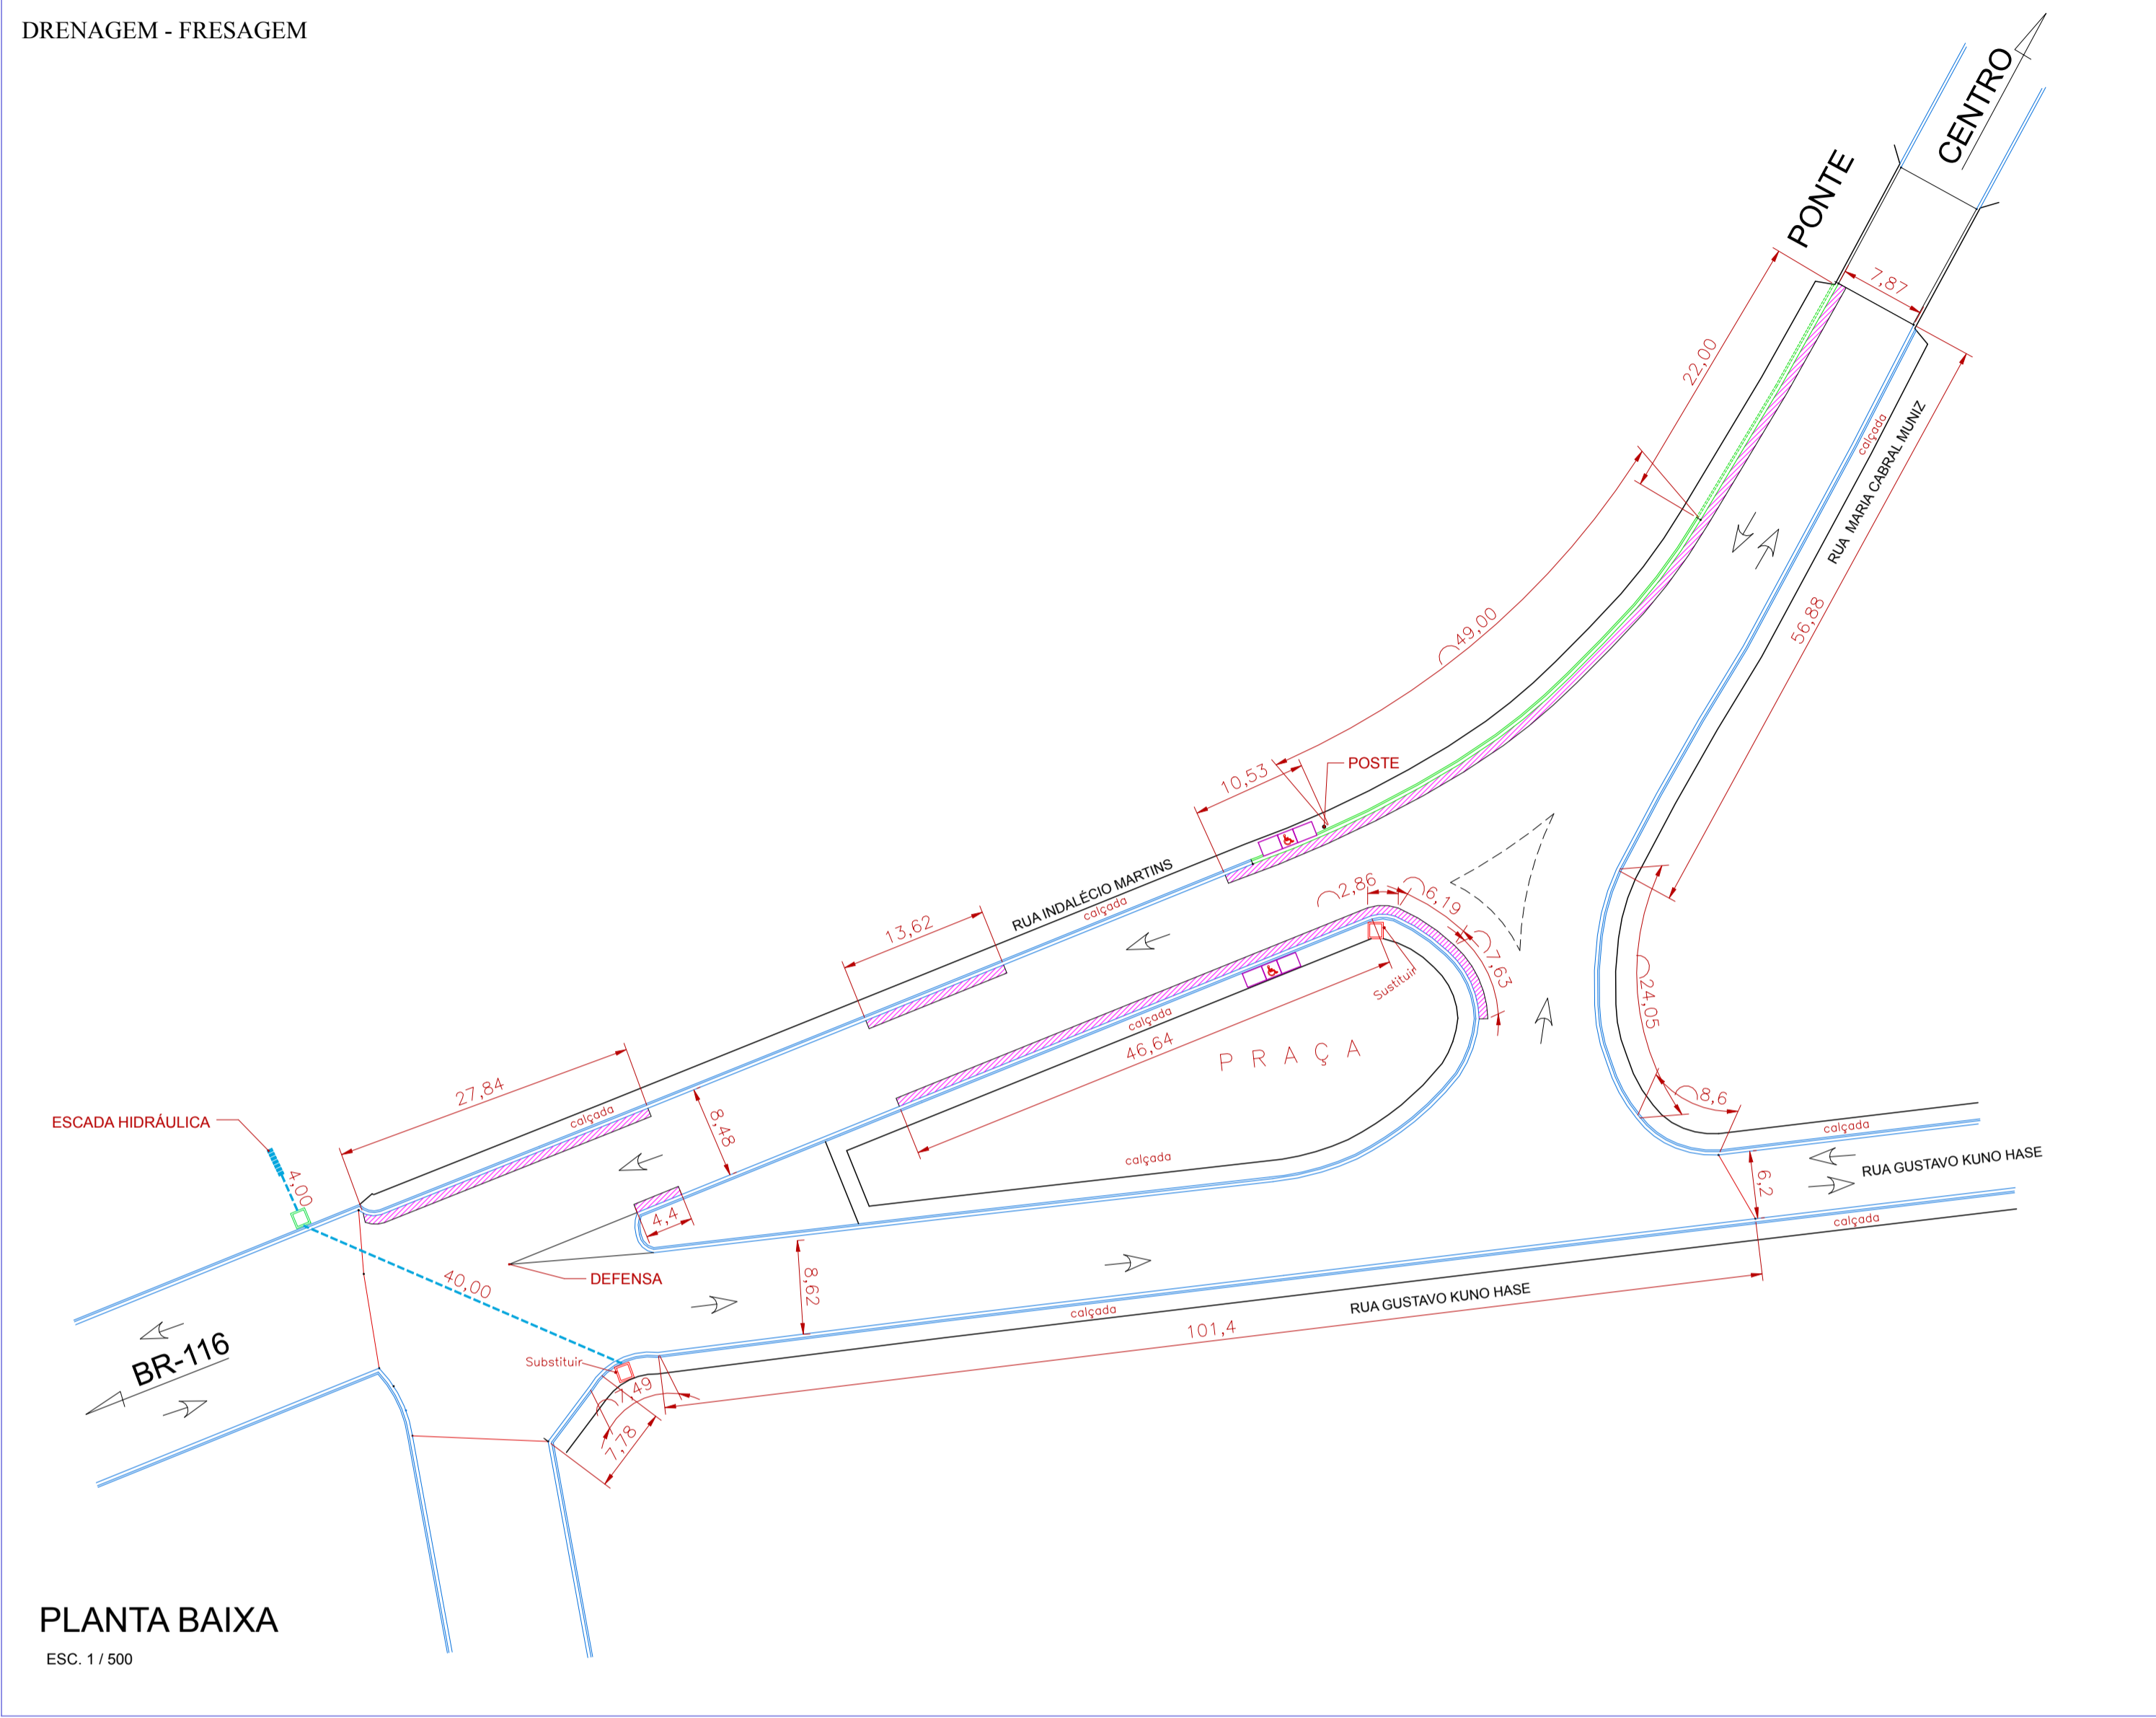 DRENAGEM - FRESAGEM
CENTRO
PONTE
7,87
22,00
calçada
RUA MARIA CABRAL MUNIZ
56,88
49,00
POSTE
10,53
RUA INDALÉCIO MARTINS
calçada
13,62
2,86
6,19
7,63
Sustituir
calçada
46,64
PRAÇA
24,05
8,6
calçada
RUA GUSTAVO KUNO HASE
6,2
calçada
27,84
calçada
8,48
ESCADA HIDRÁULICA
4,00
calçada
4,4
DEFENSA
40,00
8,62
calçada
RUA GUSTAVO KUNO HASE
101,4
BR-116
Substituir
7,49
7,78
PLANTA BAIXA
ESC. 1 / 500